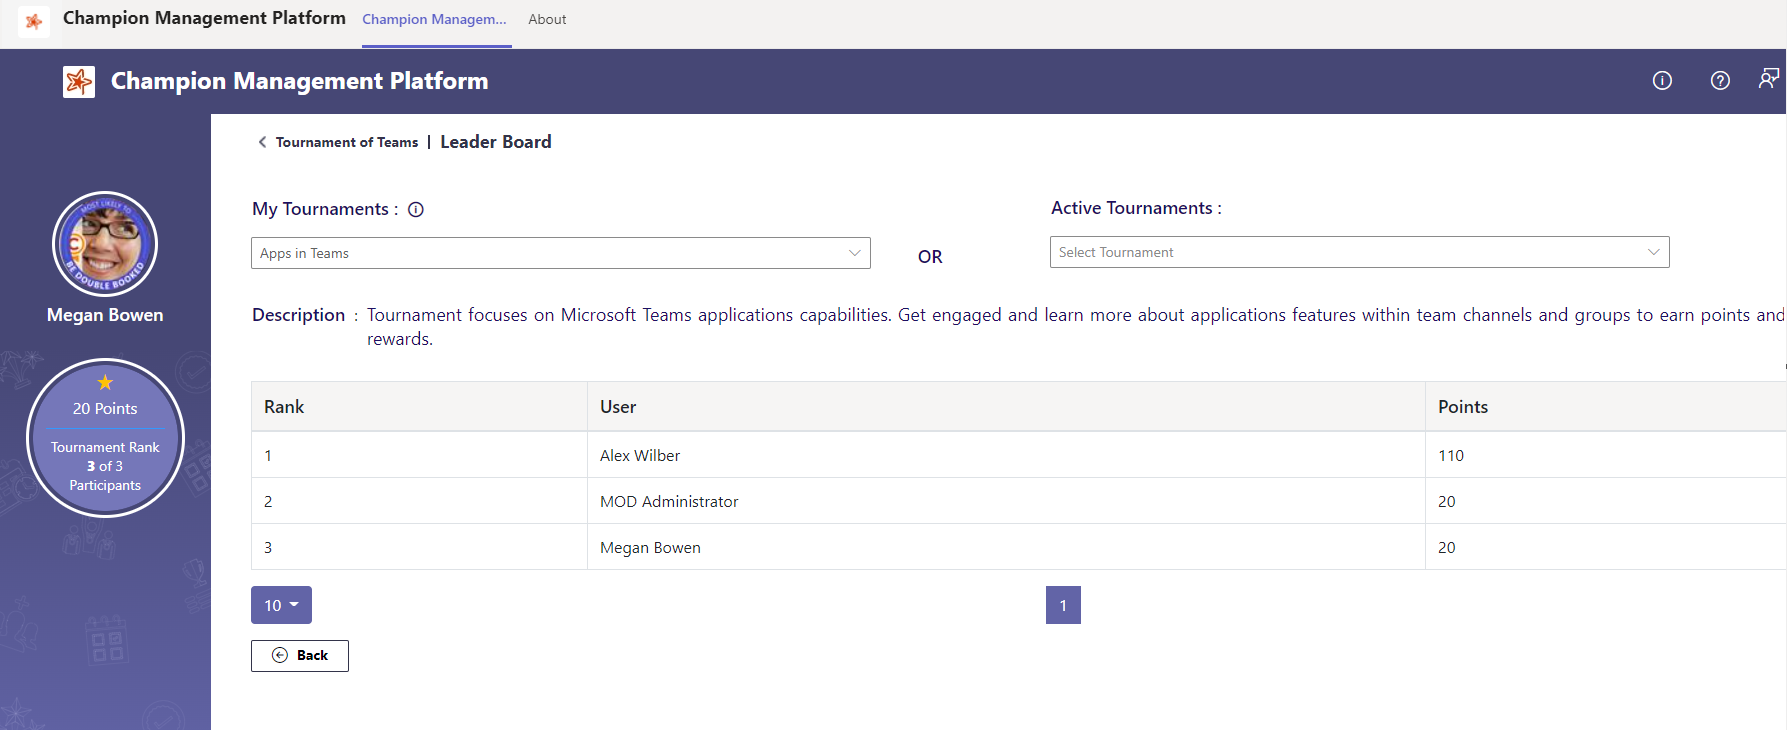 Champion Management Platform
Champion Managem...
About
Champion Management Platform
Tournament of Teams | Leader Board
My Tournaments :
Active Tournaments :
Apps in Teams
OR
Select Tournament
MOST LIKELY TO
BE DOUBLE BOOKED
Megan Bowen
Description : Tournament focuses on Microsoft Teams applications capabilities. Get engaged and learn more about applications features within team channels and groups to earn points and
rewards.
20 Points
Tournament Rank
3 of 3
Participants
Rank User Points
1 Alex Wilber 110
2 MOD Administrator 20
3 Megan Bowen 20
10
1
Back